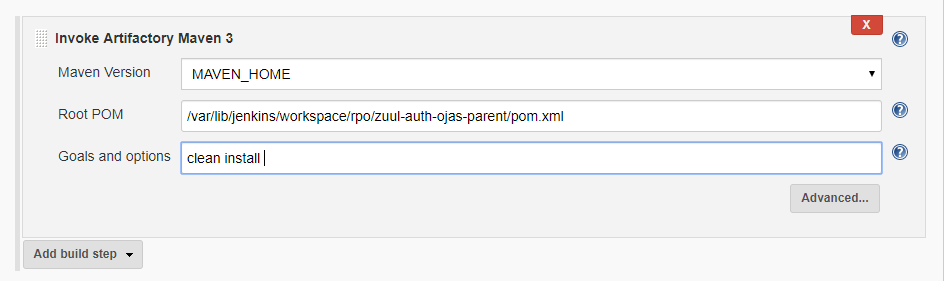 X
Invoke Artifactory Maven 3
?
Maven Version
MAVEN_HOME
Root POM
/var/lib/jenkins/workspace/rpo/zuul-auth-ojas-parent/pom.xml
?
Goals and options
clean install
?
Advanced...
Add build step